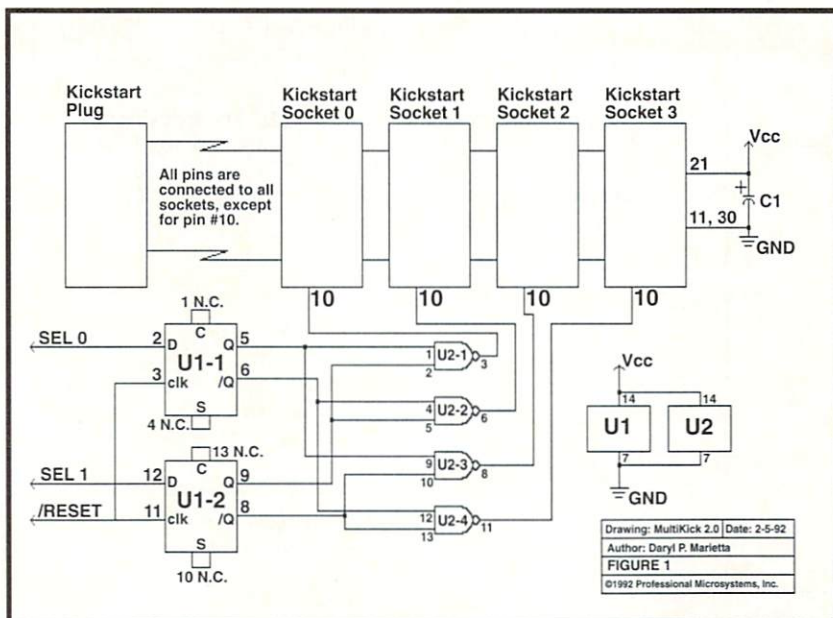 Kickstart
Plug
Kickstart
Socket 0
Kickstart
Socket 1
Kickstart
Socket 2
Kickstart
Socket 3
All pins are
connected to all
sockets, except
for pin #10.
21
Vcc
+
C1
11, 30
GND
10
10
10
10
1 N.C.
SEL 0
2
D
C
Q
5
U1-1
3
clk
/Q
6
S
4 N.C.
13 N.C.
SEL 1
12
D
C
Q
9
U1-2
/RESET
11
clk
/Q
8
S
10 N.C.
1
2
U2-1
3
4
5
U2-2
6
9
10
U2-3
8
12
13
U2-4
11
Vcc
14
14
U1
U2
7
7
GND
Drawing: MultiKick 2.0 Date: 2-5-92
Author: Daryl P. Marietta
FIGURE 1
©1992 Professional Microsystems, Inc.